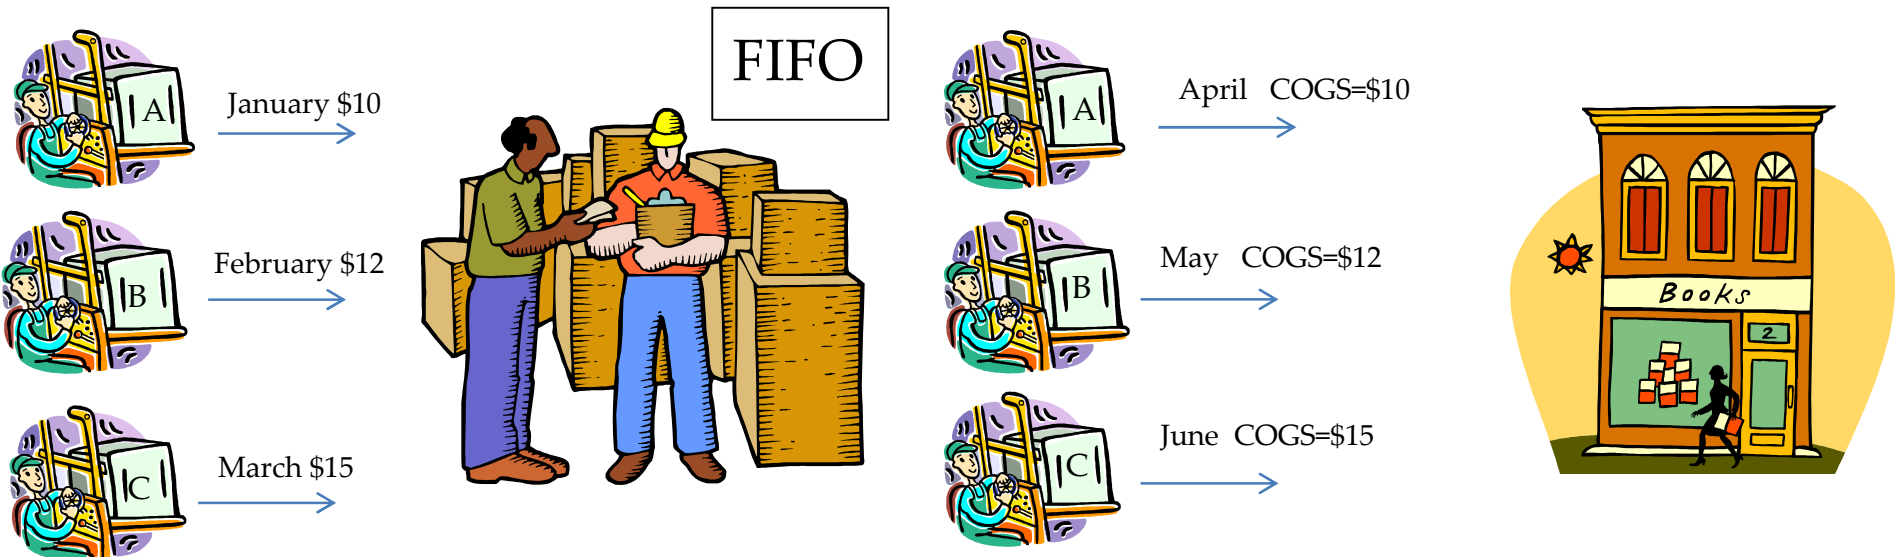 FIFO
A
January $10
B
February $12
C
March $15
A
April COGS=$10
B
May COGS=$12
C
June COGS=$15
Books
2